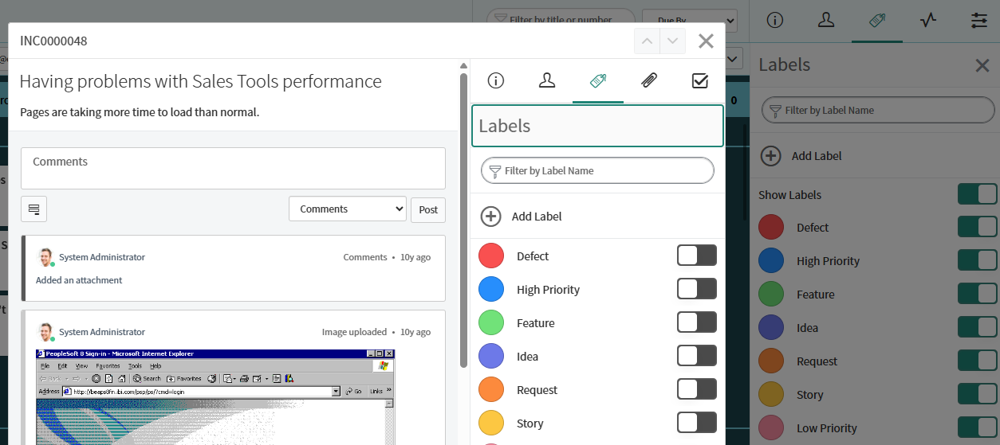 Filter by title or number
Due By
INC0000048
Having problems with Sales Tools performance
Pages are taking more time to load than normal.
Comments
Comments
Post
System Administrator
Comments • 10y ago
Added an attachment
System Administrator
Image uploaded • 10y ago
PeopleSoft 8 Sign-in - Microsoft Internet Explorer
File Edit View Favorites Tools Help
Back
Search Favorites
Address http://beaps8fn.ibi.com/psp/ps/?cmd=login Go Links »
Labels
Filter by Label Name
Add Label
Defect
High Priority
Feature
Idea
Request
Story
0
Labels
Filter by Label Name
Add Label
Show Labels
Defect
High Priority
Feature
Idea
Request
Story
Low Priority